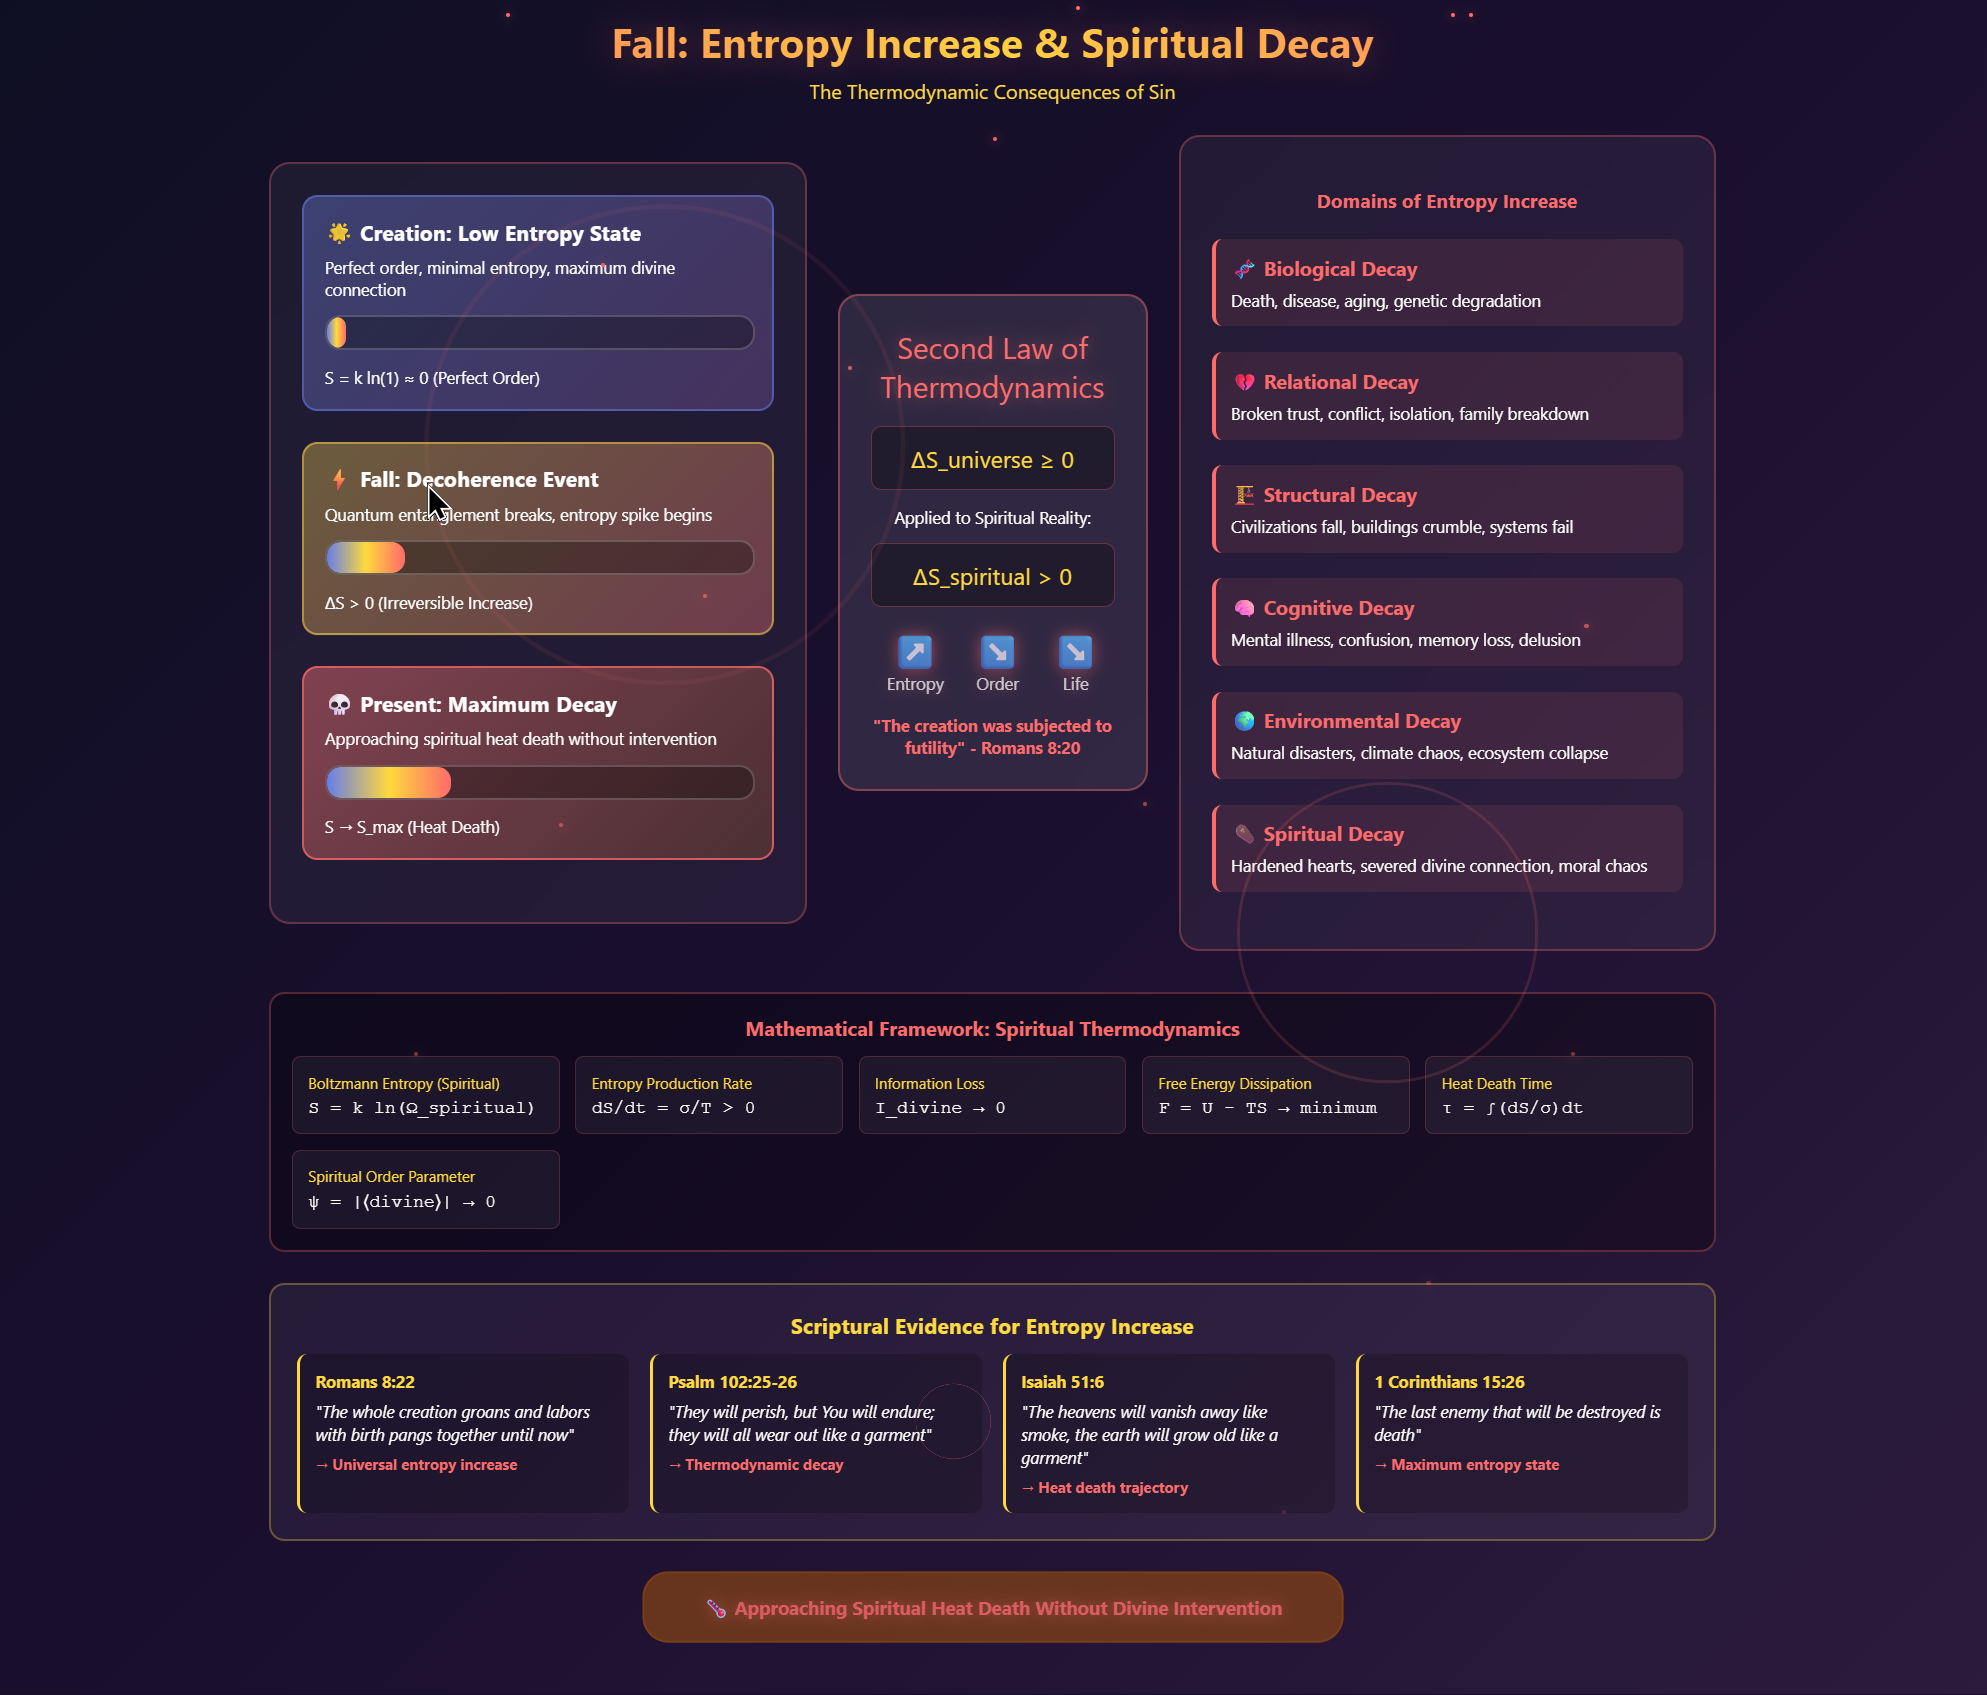 Fall: Entropy Increase & Spiritual Decay
The Thermodynamic Consequences of Sin
🌟 Creation: Low Entropy State
Perfect order, minimal entropy, maximum divine
connection
S = k ln(1) ≈ 0 (Perfect Order)
⚡ Fall: Decoherence Event
Quantum entanglement breaks, entropy spike begins
ΔS > 0 (Irreversible Increase)
💀 Present: Maximum Decay
Approaching spiritual heat death without intervention
S → S_max (Heat Death)
Second Law of
Thermodynamics
ΔS_universe ≥ 0
Applied to Spiritual Reality:
ΔS_spiritual > 0
↗ ↘ ↘
Entropy Order Life
"The creation was subjected to
futility" - Romans 8:20
Domains of Entropy Increase
🧬 Biological Decay
Death, disease, aging, genetic degradation
💔 Relational Decay
Broken trust, conflict, isolation, family breakdown
🏗️ Structural Decay
Civilizations fall, buildings crumble, systems fail
🧠 Cognitive Decay
Mental illness, confusion, memory loss, delusion
🌍 Environmental Decay
Natural disasters, climate chaos, ecosystem collapse
⚰️ Spiritual Decay
Hardened hearts, severed divine connection, moral chaos
Mathematical Framework: Spiritual Thermodynamics
Boltzmann Entropy (Spiritual)
S = k ln(Ω_spiritual)
Entropy Production Rate
dS/dt = σ/T > 0
Information Loss
I_divine → 0
Free Energy Dissipation
F = U - TS → minimum
Heat Death Time
τ = ∫(dS/σ)dt
Spiritual Order Parameter
ψ = |⟨divine⟩| → 0
Scriptural Evidence for Entropy Increase
Romans 8:22
"The whole creation groans and labors
with birth pangs together until now"
→ Universal entropy increase
Psalm 102:25-26
"They will perish, but You will endure;
they will all wear out like a garment"
→ Thermodynamic decay
Isaiah 51:6
"The heavens will vanish away like
smoke, the earth will grow old like a
garment"
→ Heat death trajectory
1 Corinthians 15:26
"The last enemy that will be destroyed is
death"
→ Maximum entropy state
🌡️ Approaching Spiritual Heat Death Without Divine Intervention